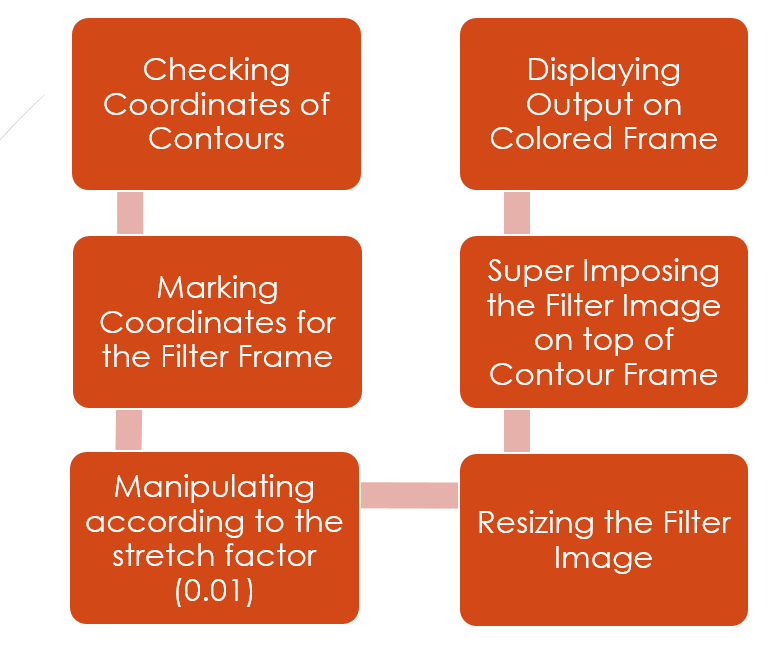 Checking
Coordinates of
Contours
Marking
Coordinates for
the Filter Frame
Manipulating
according to the
stretch factor
(0.01)
Resizing the Filter
Image
Super Imposing
the Filter Image
on top of
Contour Frame
Displaying
Output on
Colored Frame